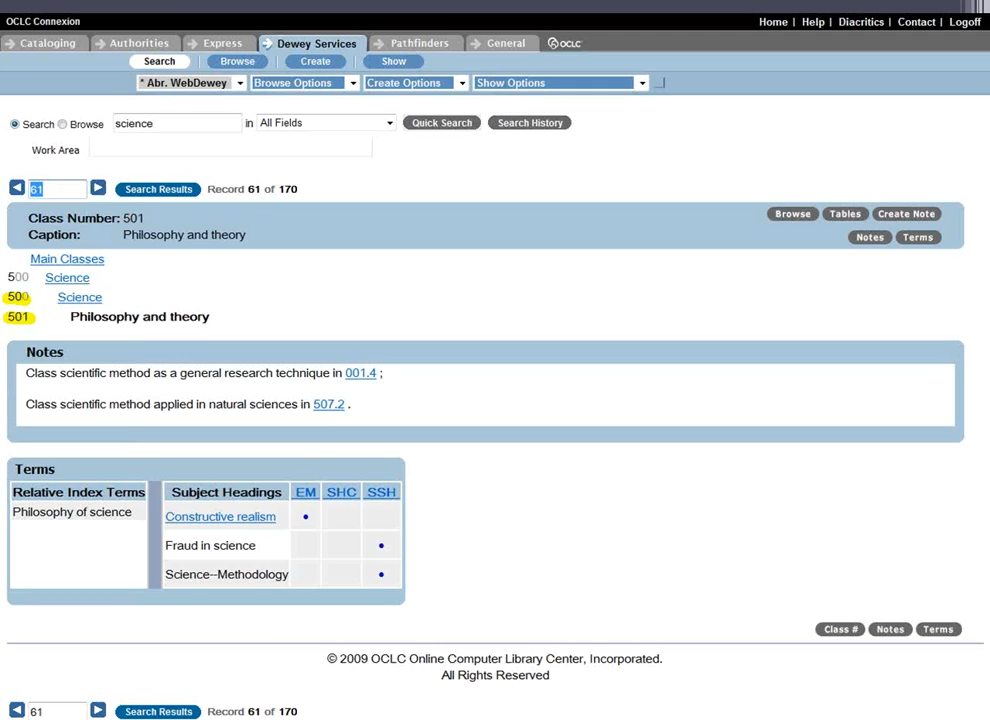 OCLC Connexion
Home | Help | Diacritics | Contact | Logoff
Cataloging Authorities Express Dewey Services Pathfinders General OCLC
Search | Browse | Create | Show
* Abr. WebDewey Browse Options Create Options Show Options
Search Browse science in All Fields Quick Search Search History
Work Area
61 Search Results Record 61 of 170
Class Number: 501 Browse Tables Create Note
Caption: Philosophy and theory Notes Terms
Main Classes
500 Science
500 Science
501 Philosophy and theory
Notes
Class scientific method as a general research technique in 001.4 ;
Class scientific method applied in natural sciences in 507.2 .
Terms
Relative Index Terms Subject Headings EM SHC SSH
Philosophy of science Constructive realism •
Fraud in science •
Science--Methodology •
Class # Notes Terms
© 2009 OCLC Online Computer Library Center, Incorporated.
All Rights Reserved
61 Search Results Record 61 of 170